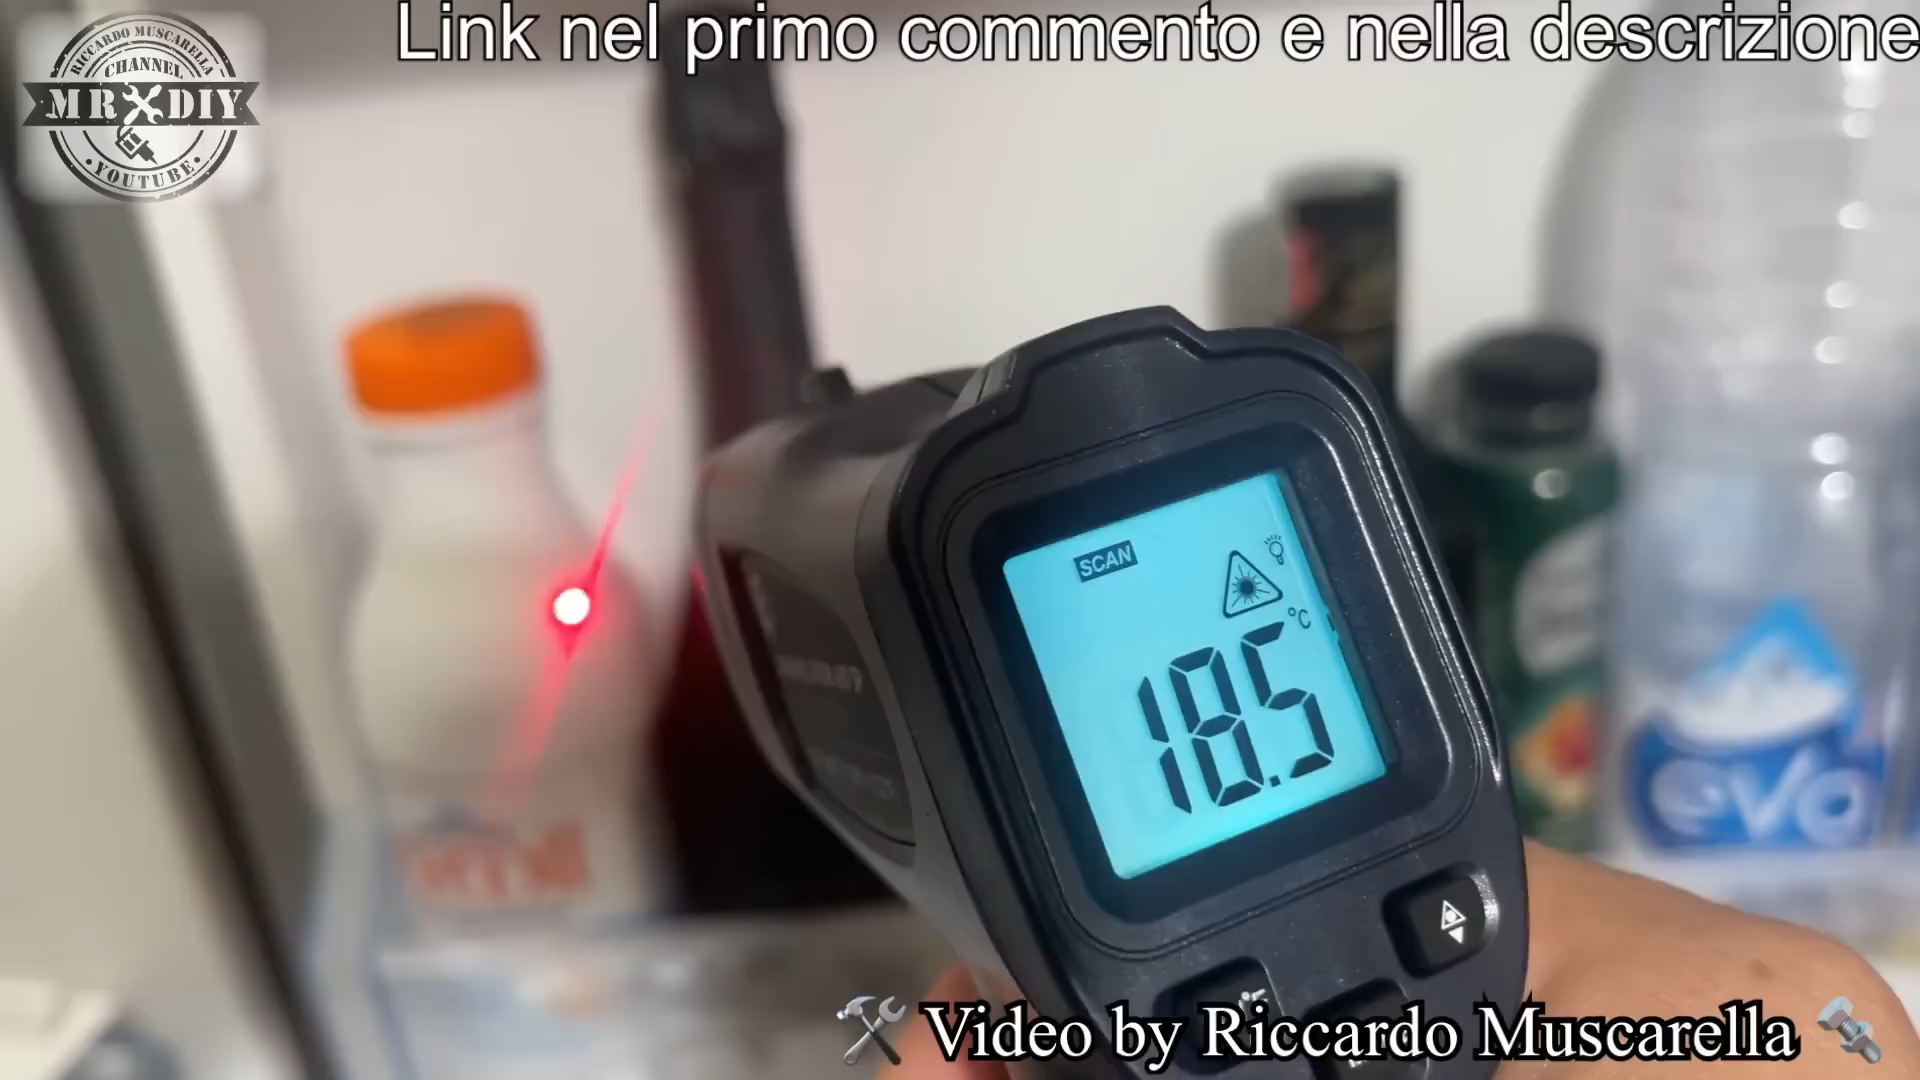 Link nel primo commento e nella descrizione
RICCARDO MUSCARELLA
CHANNEL
MR DIY
YOUTUBE
SCAN
°C
18.5
eva
Video by Riccardo Muscarella